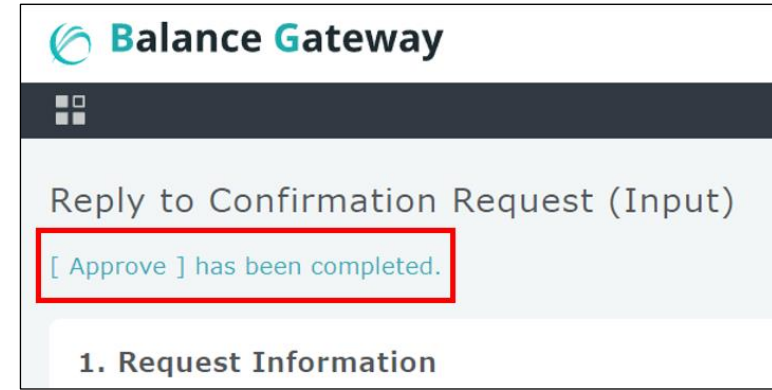 Balance Gateway
Reply to Confirmation Request (Input)
[ Approve ] has been completed.
1. Request Information